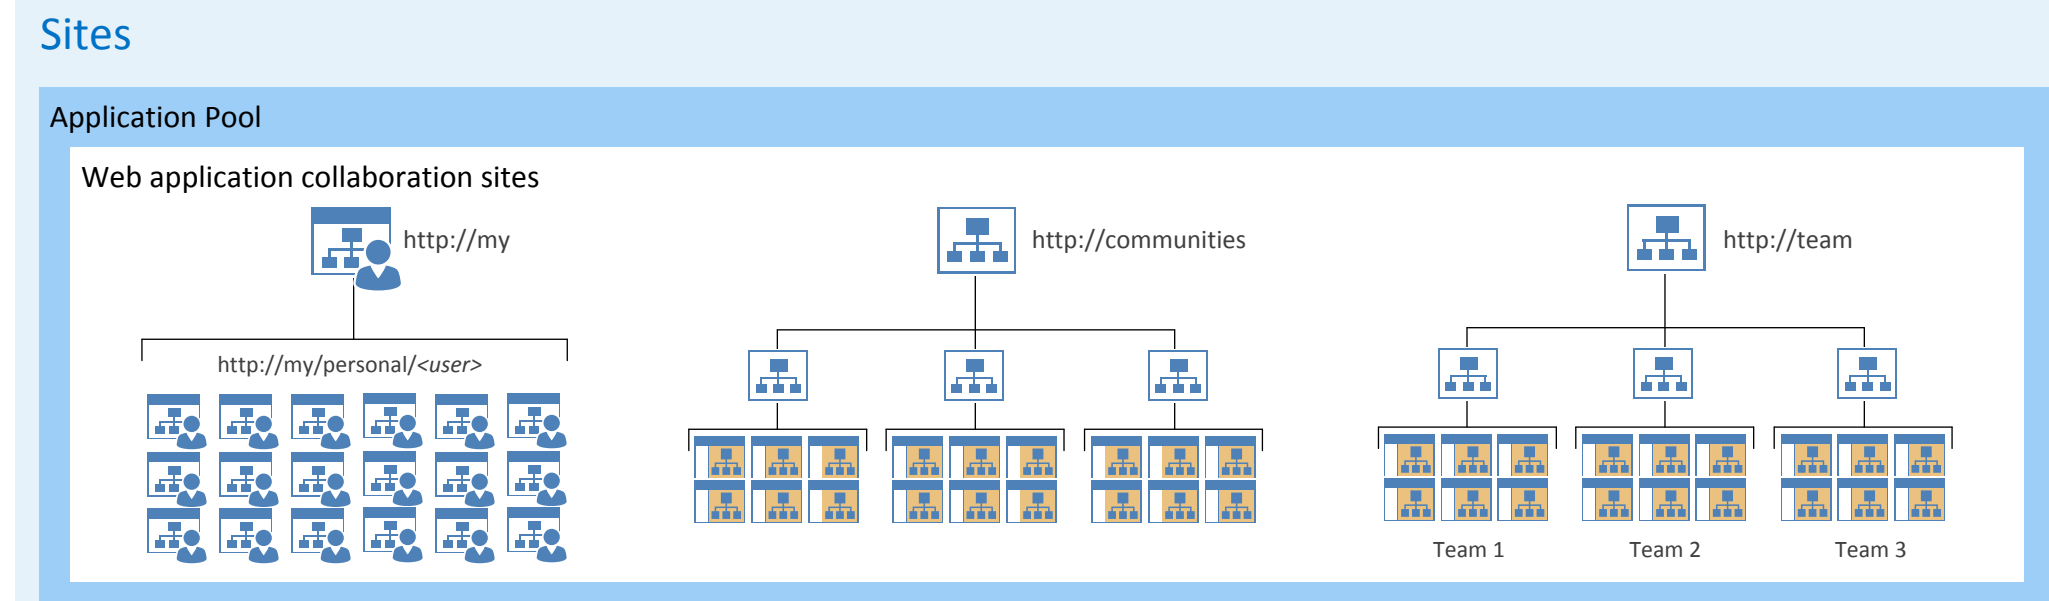 Sites
Application Pool
Web application collaboration sites
http://my
http://communities
http://team
http://my/personal/<user>
Team 1
Team 2
Team 3